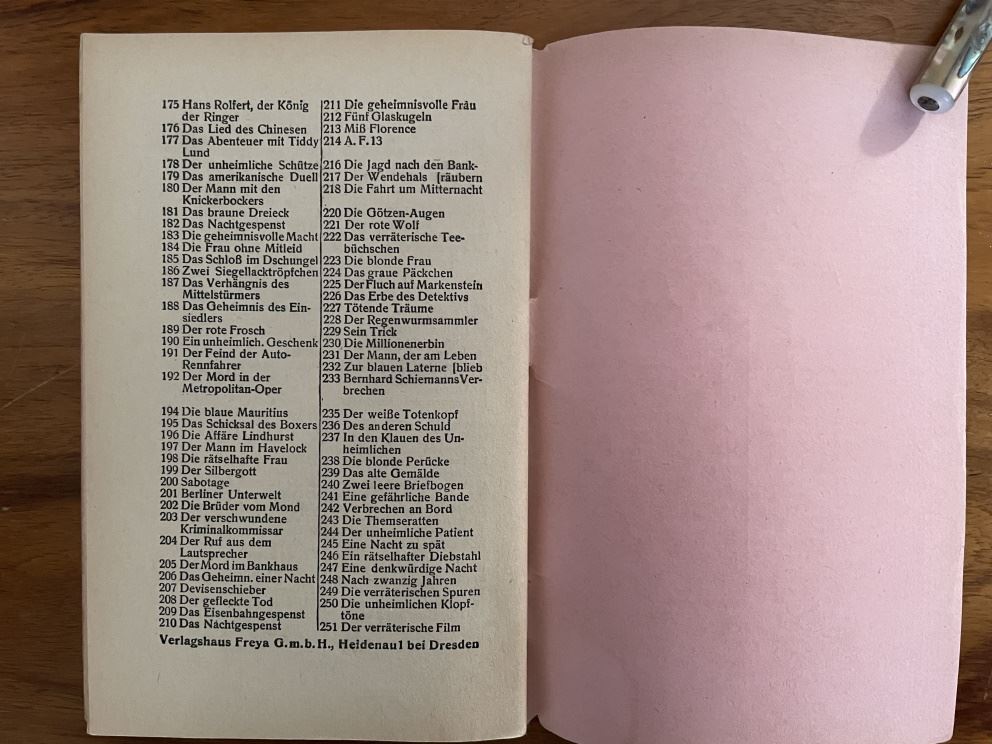 175 Hans Rolfert, der König
der Ringer
176 Das Lied des Chinesen
177 Das Abenteuer mit Tiddy
Lund
178 Der unheimliche Schütze
179 Das amerikanische Duell
180 Der Mann mit den
Knickerbockers
181 Das braune Dreieck
182 Das Nachtgespenst
183 Die geheimnisvolle Macht
184 Die Frau ohne Mitleid
185 Das Schloß im Dschungel
186 Zwei Siegellacktröpfchen
187 Das Verhängnis des
Mittelstürmers
188 Das Geheimnis des Ein-
siedlers
189 Der rote Frosch
190 Ein unheimlich. Geschenk
191 Der Feind der Auto-
Rennfahrer
192 Der Mord in der
Metropolitan-Oper
194 Die blaue Mauritius
195 Das Schicksal des Boxers
196 Die Affäre Lindhurst
197 Der Mann im Havelock
198 Die rätselhafte Frau
199 Der Silbergott
200 Sabotage
201 Berliner Unterwelt
202 Die Brüder vom Mond
203 Der verschwundene
Kriminalkommissar
204 Der Ruf aus dem
Lautsprecher
205 Der Mord im Bankhaus
206 Das Geheimn. einer Nacht
207 Devisenschieber
208 Der gefleckte Tod
209 Das Eisenbahngespenst
210 Das Nachtgespenst
211 Die geheimnisvolle Frau
212 Fünf Glaskugeln
213 Miß Florence
214 A. F. 13
216 Die Jagd nach den Bank-
217 Der Wendehals [räubern
218 Die Fahrt um Mitternacht
220 Die Götzen-Augen
221 Der rote Wolf
222 Das verräterische Tee-
büchschen
223 Die blonde Frau
224 Das graue Päckchen
225 Der Fluch auf Markenstein
226 Das Erbe des Detektivs
227 Tötende Träume
228 Der Regenwurmsammler
229 Sein Trick
230 Die Millionenerbin
231 Der Mann, der am Leben
232 Zur blauen Laterne [blieb
233 Bernhard Schiemanns Ver-
brechen
235 Der weiße Totenkopf
236 Des anderen Schuld
237 In den Klauen des Un-
heimlichen
238 Die blonde Perücke
239 Das alte Gemälde
240 Zwei leere Briefbogen
241 Eine gefährliche Bande
242 Verbrechen an Bord
243 Die Themseratten
244 Der unheimliche Patient
245 Eine Nacht zu spät
246 Ein rätselhafter Diebstahl
247 Eine denkwürdige Nacht
248 Nach zwanzig Jahren
249 Die verräterischen Spuren
250 Die unheimlichen Klopf-
töne
251 Der verräterische Film
Verlagshaus Freya G.m.b.H., Heidenau 1 bei Dresden